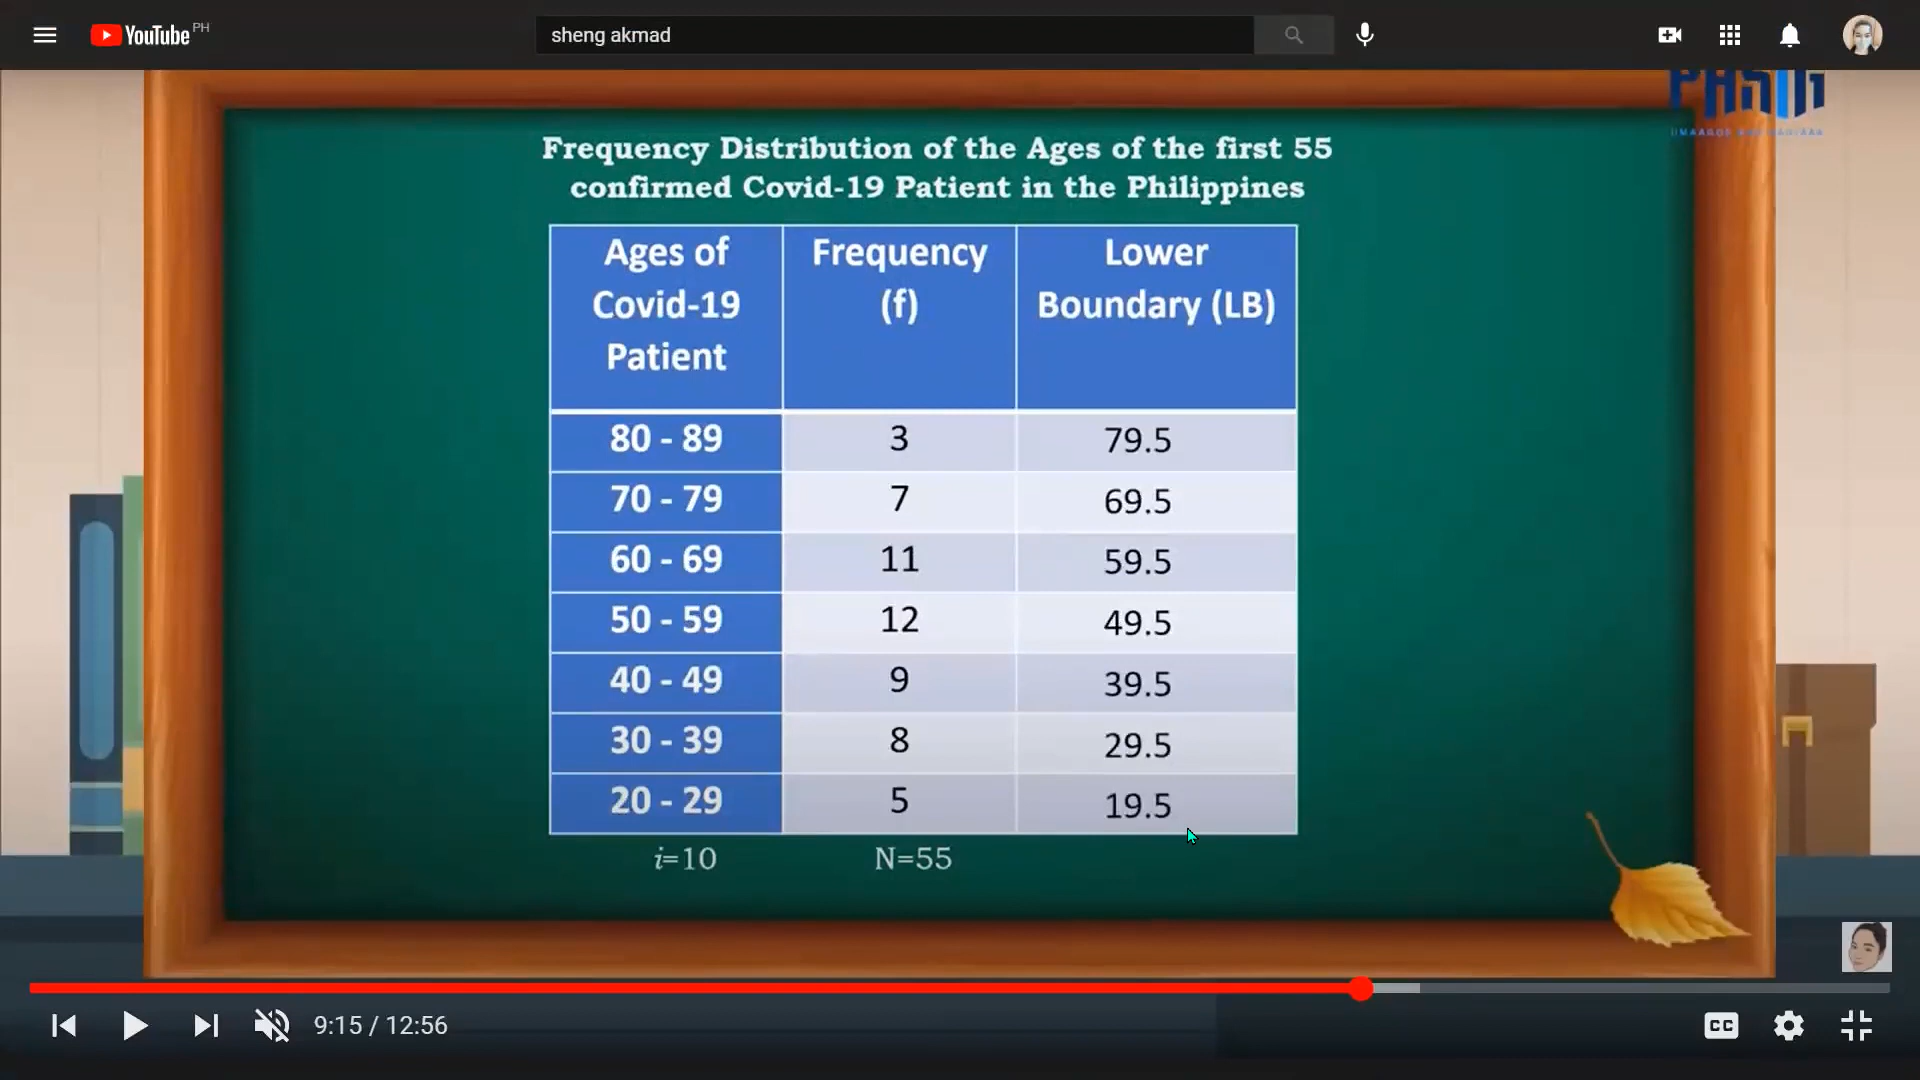 YouTube PH
sheng akmad
PASIG
Frequency Distribution of the Ages of the first 55
confirmed Covid-19 Patient in the Philippines
Ages of Covid-19 Patient Frequency (f) Lower Boundary (LB)
80 - 89 3 79.5
70 - 79 7 69.5
60 - 69 11 59.5
50 - 59 12 49.5
40 - 49 9 39.5
30 - 39 8 29.5
20 - 29 5 19.5
i=10 N=55
9:15 / 12:56
CC